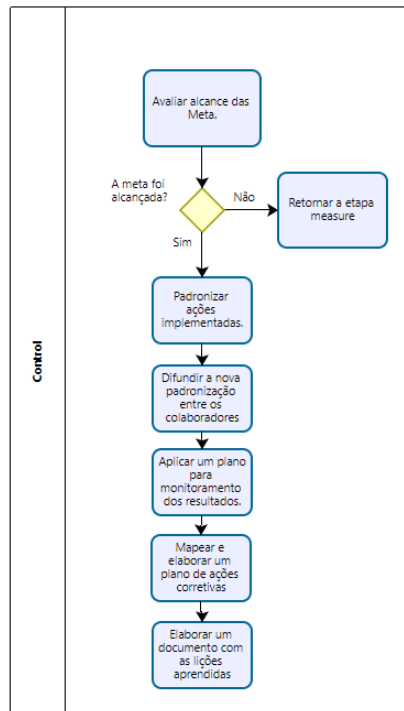 Control
Avaliar alcance das
Meta.
A meta foi
alcançada?
Não
Retornar a etapa
measure
Sim
Padronizar
ações
implementadas.
Difundir a nova
padronização
entre os
colaboradores
Aplicar um plano
para
monitoramento
dos resultados.
Mapear e
elaborar um
plano de ações
corretivas
Elaborar um
documento com
as lições
aprendidas